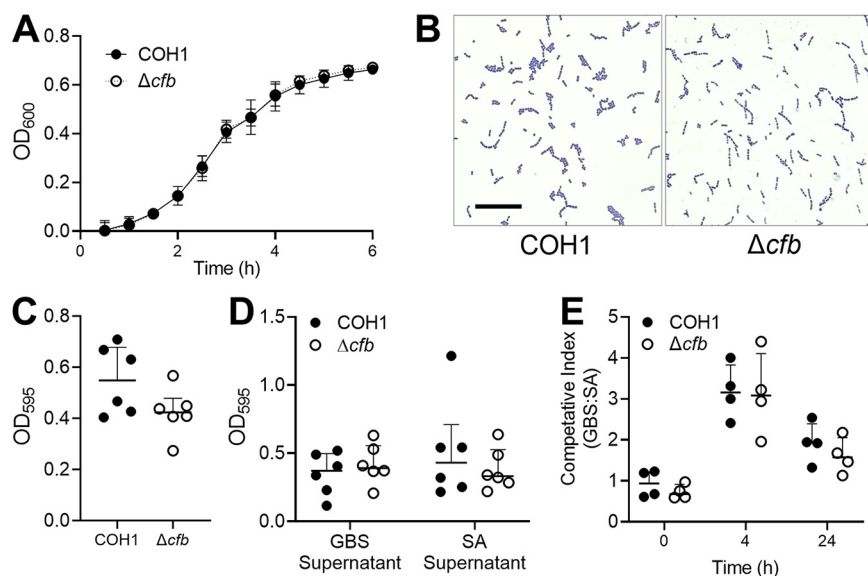 A
0.8
0.6
0.4
0.2
0.0
OD600
COH1
Δcfb
0
2
4
6
Time (h)
B
COH1
Δcfb
C
0.8
0.6
0.4
0.2
0.0
OD595
COH1
Δcfb
D
1.5
1.0
0.5
0.0
OD595
COH1
Δcfb
GBS
Supernatant
SA
Supernatant
E
5
4
3
2
1
0
Competative Index
(GBS:SA)
COH1
Δcfb
0
4
24
Time (h)